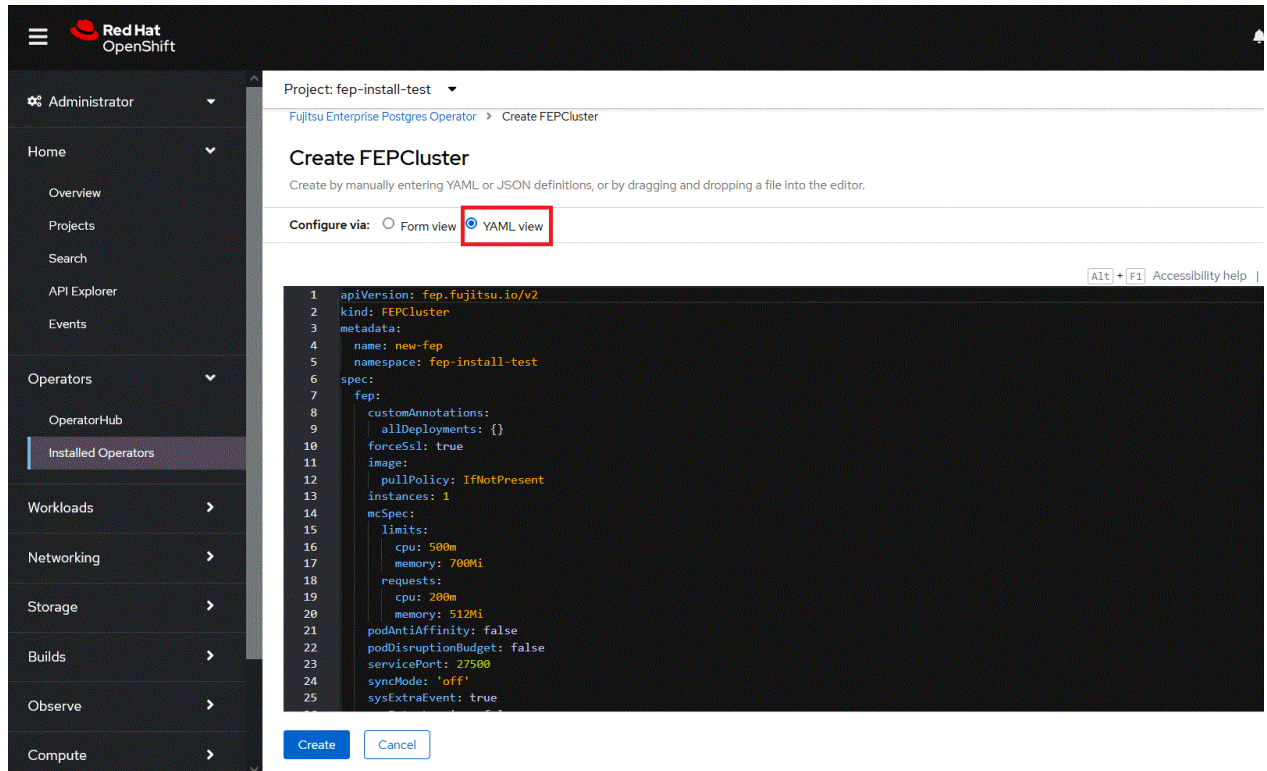 Red Hat
OpenShift
Administrator
Home
Overview
Projects
Search
API Explorer
Events
Operators
OperatorHub
Installed Operators
Workloads
Networking
Storage
Builds
Observe
Compute
Project: fep-install-test
Fujitsu Enterprise Postgres Operator > Create FEPCluster
Create FEPCluster
Create by manually entering YAML or JSON definitions, or by dragging and dropping a file into the editor.
Configure via: Form view YAML view
Alt + F1 Accessibility help |
1 apiVersion: fep.fujitsu.io/v2
2 kind: FEPCluster
3 metadata:
4 name: new-fep
5 namespace: fep-install-test
6 spec:
7 fep:
8 customAnnotations:
9 allDeployments: {}
10 forceSsl: true
11 image:
12 pullPolicy: IfNotPresent
13 instances: 1
14 mcSpec:
15 limits:
16 cpu: 500m
17 memory: 700Mi
18 requests:
19 cpu: 200m
20 memory: 512Mi
21 podAntiAffinity: false
22 podDisruptionBudget: false
23 servicePort: 27500
24 syncMode: 'off'
25 sysExtraEvent: true
Create Cancel